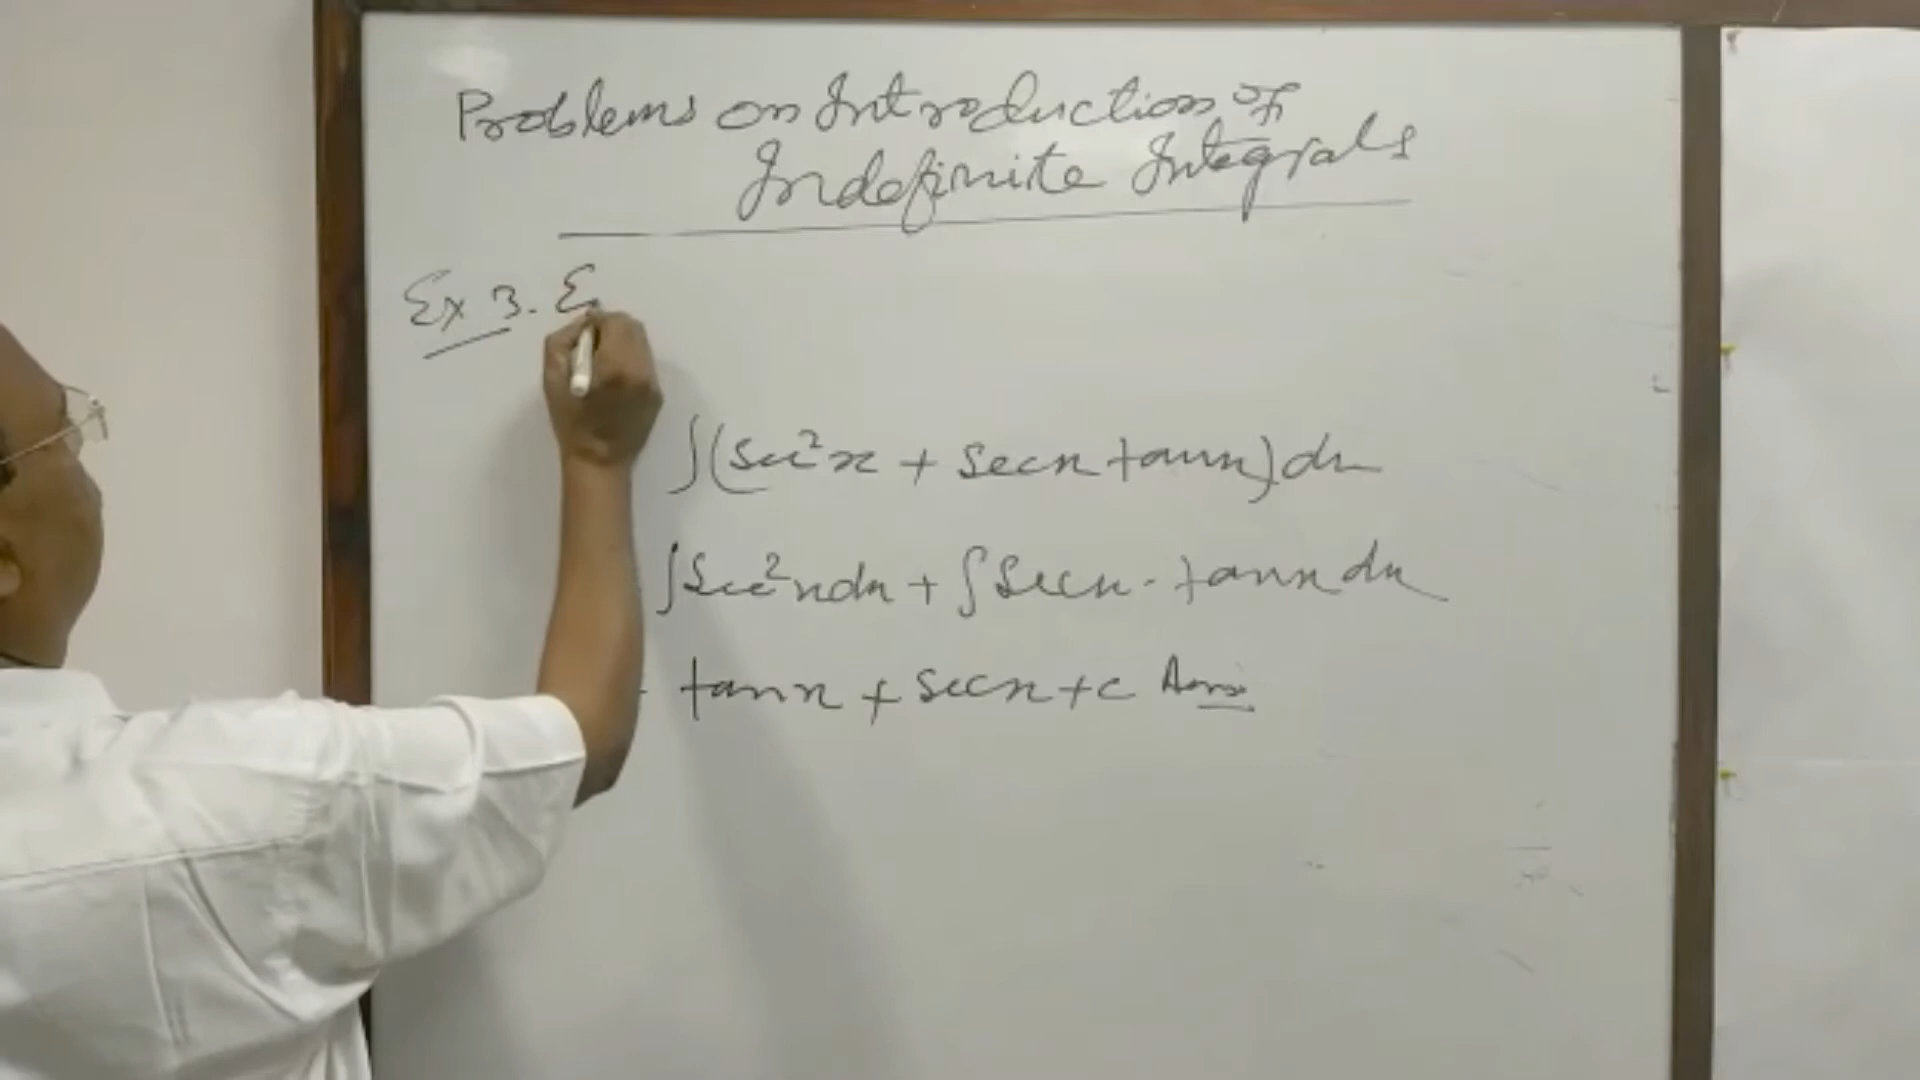 Problems on Introduction of
Indefinite Integrals
Ex 3. E
∫(sec²x + secx tanx)dx
∫sec²xdx + ∫secx · tanxdx
tanx + secx + c Ans